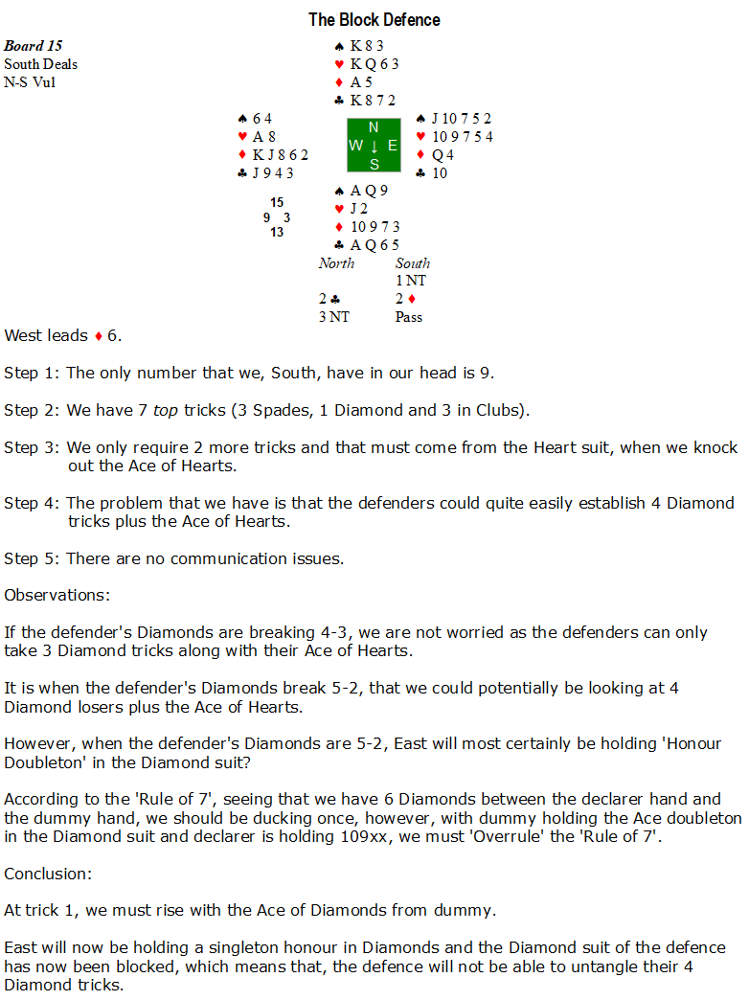 The Block Defence
Board 15
South Deals
N-S Vul
♠ K 8 3
♥ K Q 6 3
♦ A 5
♣ K 8 7 2
♠ 6 4
♥ A 8
♦ K J 8 6 2
♣ J 9 4 3
N
W ↓ E
S
♠ J 10 7 5 2
♥ 10 9 7 5 4
♦ Q 4
♣ 10
♠ A Q 9
♥ J 2
♦ 10 9 7 3
♣ A Q 6 5
15
9 3
13
North South
1 NT
2 ♣ 2 ♦
3 NT Pass
West leads ♦ 6.
Step 1: The only number that we, South, have in our head is 9.
Step 2: We have 7 top tricks (3 Spades, 1 Diamond and 3 in Clubs).
Step 3: We only require 2 more tricks and that must come from the Heart suit, when we knock
out the Ace of Hearts.
Step 4: The problem that we have is that the defenders could quite easily establish 4 Diamond
tricks plus the Ace of Hearts.
Step 5: There are no communication issues.
Observations:
If the defender's Diamonds are breaking 4-3, we are not worried as the defenders can only
take 3 Diamond tricks along with their Ace of Hearts.
It is when the defender's Diamonds break 5-2, that we could potentially be looking at 4
Diamond losers plus the Ace of Hearts.
However, when the defender's Diamonds are 5-2, East will most certainly be holding 'Honour
Doubleton' in the Diamond suit?
According to the 'Rule of 7', seeing that we have 6 Diamonds between the declarer hand and
the dummy hand, we should be ducking once, however, with dummy holding the Ace doubleton
in the Diamond suit and declarer is holding 109xx, we must 'Overrule' the 'Rule of 7'.
Conclusion:
At trick 1, we must rise with the Ace of Diamonds from dummy.
East will now be holding a singleton honour in Diamonds and the Diamond suit of the defence
has now been blocked, which means that, the defence will not be able to untangle their 4
Diamond tricks.